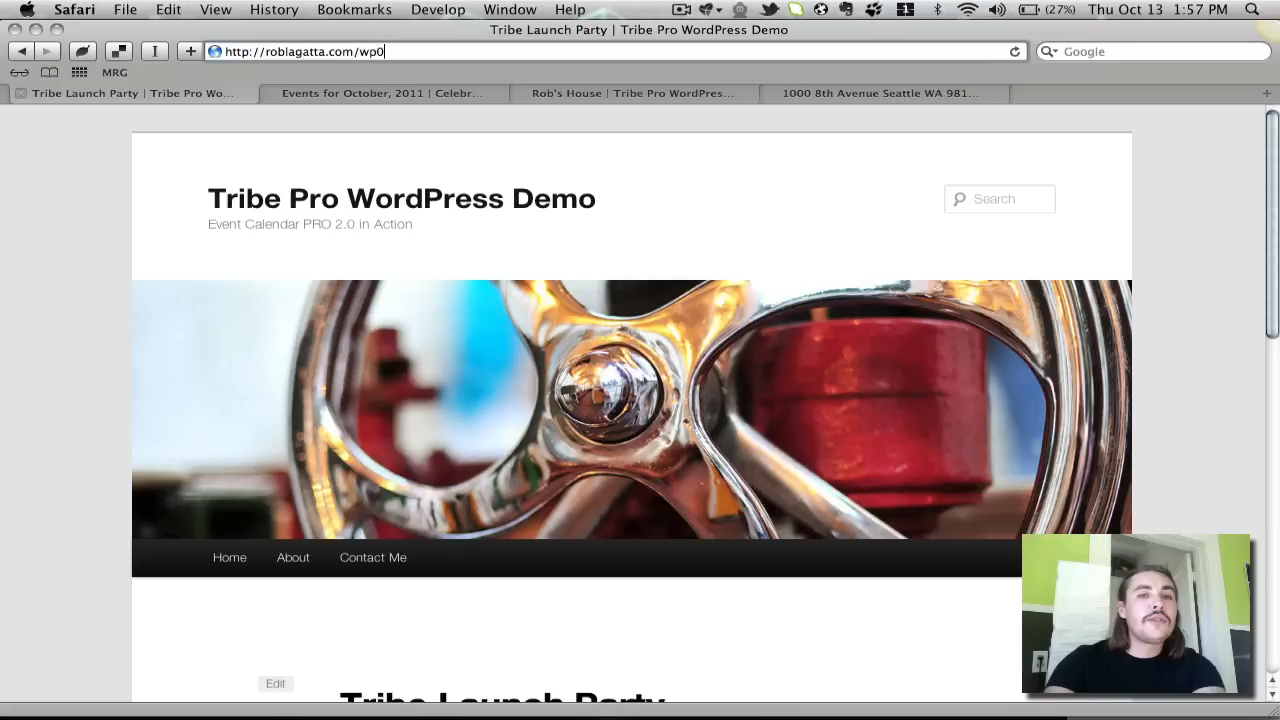 Safari File Edit View History Bookmarks Develop Window Help (27%) Thu Oct 13 1:57 PM
Tribe Launch Party | Tribe Pro WordPress Demo
http://roblagatta.com/wp0 Google
MRG
Tribe Launch Party | Tribe Pro Wo... Events for October, 2011 | Celebr... Rob's House | Tribe Pro WordPres... 1000 8th Avenue Seattle WA 981...
Tribe Pro WordPress Demo
Search
Event Calendar PRO 2.0 in Action
Home About Contact Me
Edit
Tribe Launch Party